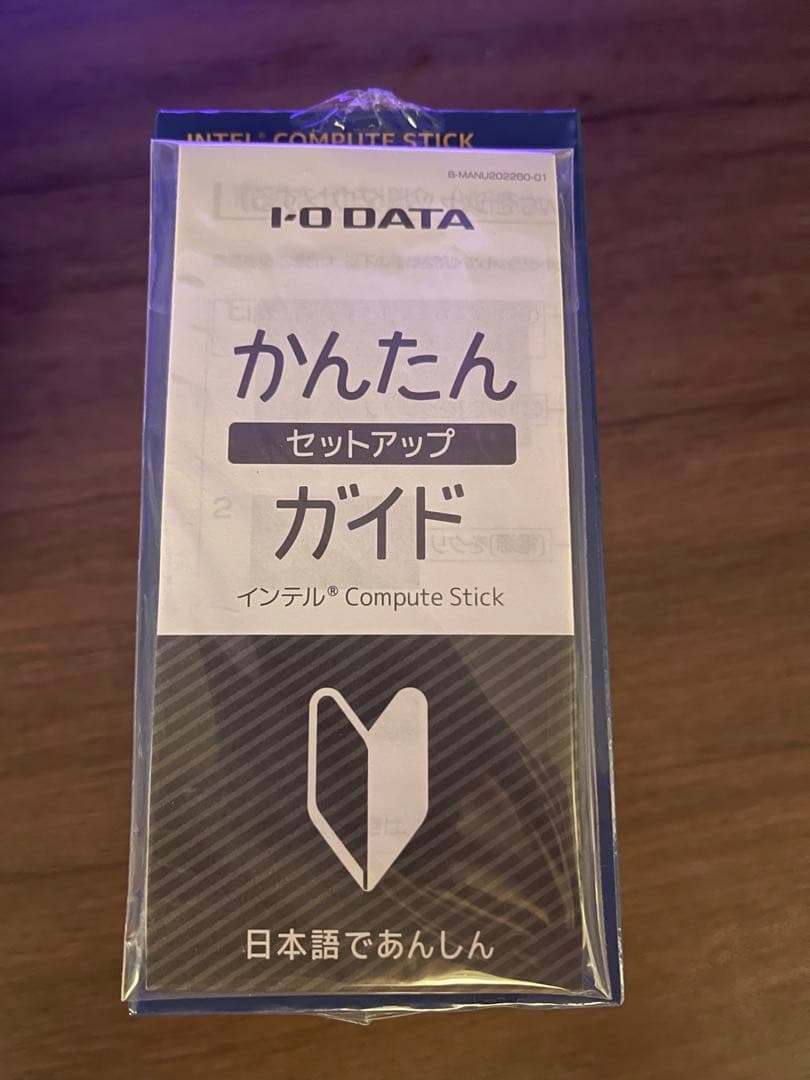 INTEL® COMPUTE STICK
B-MANU202260-01
I-O DATA
かんたん
セットアップ
ガイド
インテル® Compute Stick
日本語であんしん